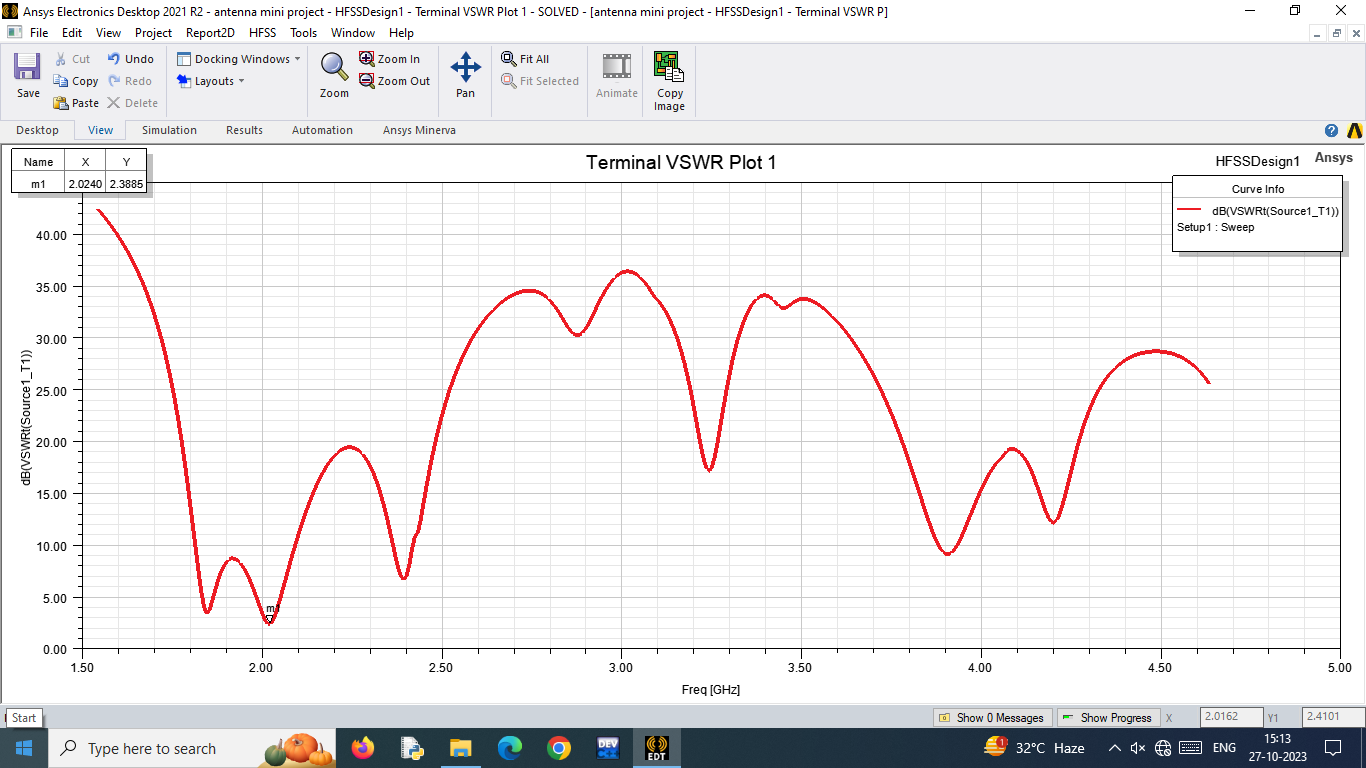 Ansys Electronics Desktop 2021 R2 - antenna mini project - HFSSDesign1 - Terminal VSWR Plot 1 - SOLVED - [antenna mini project - HFSSDesign1 - Terminal VSWR P]
File Edit View Project Report2D HFSS Tools Window Help
Save
Cut
Copy
Paste
Undo
Redo
Delete
Docking Windows
Layouts
Zoom
Zoom In
Zoom Out
Pan
Fit All
Fit Selected
Animate
Copy
Image
Desktop View Simulation Results Automation Ansys Minerva
Name X Y
m1 2.0240 2.3885
Terminal VSWR Plot 1
HFSSDesign1 Ansys
Curve Info
dB(VSWRt(Source1_T1))
Setup1 : Sweep
dB(VSWRt(Source1_T1))
40.00
35.00
30.00
25.00
20.00
15.00
10.00
5.00
0.00
m1
1.50 2.00 2.50 3.00 3.50 4.00 4.50 5.00
Freq [GHz]
Start
Show 0 Messages Show Progress X 2.0162 Y1 2.4101
Type here to search
DEV
EDT
1
32°C Haze
ENG
15:13
27-10-2023